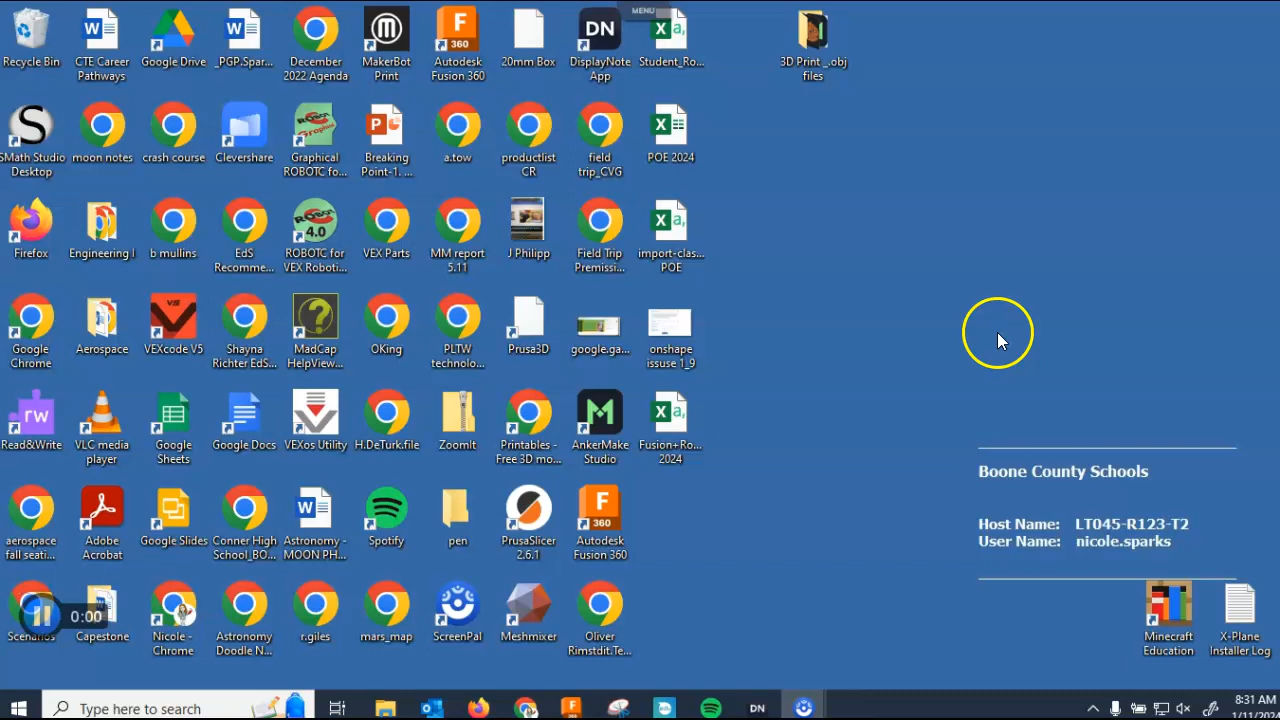 MENU
Recycle Bin
CTE Career
Pathways
Google Drive
_PGP.Spar...
December
2022 Agenda
MakerBot
Print
Autodesk
Fusion 360
20mm Box
DisplayNote
App
Student_Ro...
3D Print _.obj
files
SMath Studio
Desktop
moon notes
crash course
Clevershare
Graphical
ROBOTC fo...
Breaking
Point-1. ...
a.tow
productlist
CR
field
trip_CVG
POE 2024
Firefox
Engineering I
b mullins
EdS
Recomme...
ROBOTC for
VEX Roboti...
VEX Parts
MM report
5.11
J Philipp
Field Trip
Premissi...
import-clas...
POE
Google
Chrome
Aerospace
VEXcode V5
Shayna
Richter EdS...
MadCap
HelpView...
OKing
PLTW
technolo...
Prusa3D
google.ga...
onshape
issuse 1_9
Read&Write
VLC media
player
Google
Sheets
Google Docs
VEXos Utility
H.DeTurk.file
ZoomIt
Printables -
Free 3D mo...
AnkerMake
Studio
Fusion+Ro...
2024
Boone County Schools
Host Name: LT045-R123-T2
User Name: nicole.sparks
aerospace
fall seati...
Adobe
Acrobat
Google Slides
Conner High
School_BO...
Astronomy -
MOON PH...
Spotify
pen
PrusaSlicer
2.6.1
Autodesk
Fusion 360
0:00
Scenarios
Capestone
Nicole -
Chrome
Astronomy
Doodle N...
r.giles
mars_map
ScreenPal
Meshmixer
Oliver
Rimstdit.Te...
Minecraft
Education
X-Plane
Installer Log
Type here to search
DN
8:31 AM